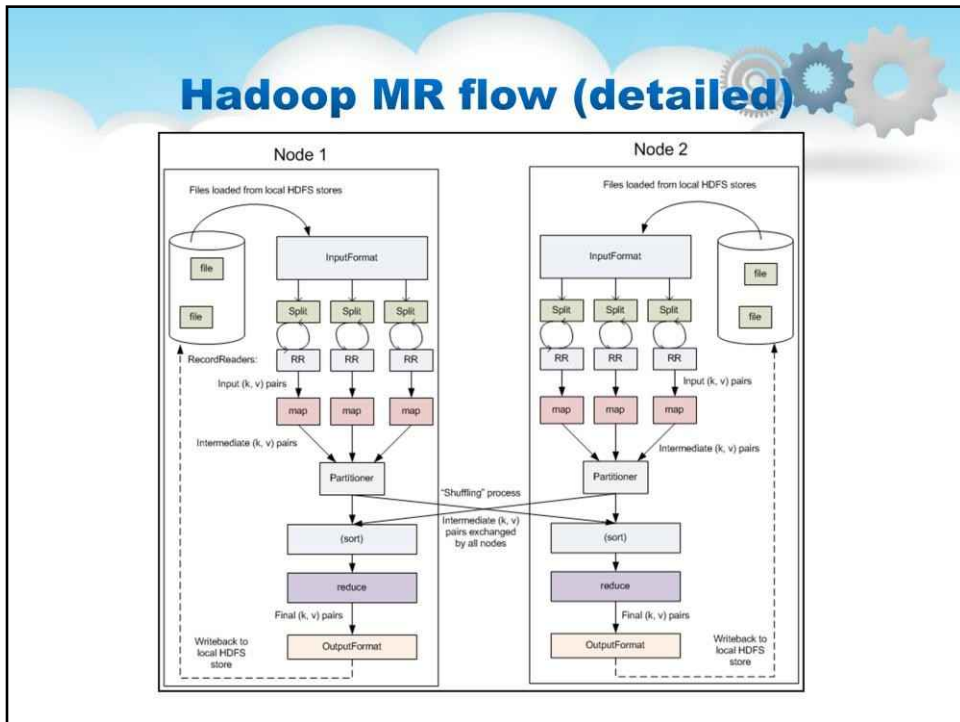 Hadoop MR flow (detailed)
Node 1
Files loaded from local HDFS stores
file
file
InputFormat
Split
Split
Split
RecordReaders:
RR
RR
RR
Input (k, v) pairs
map
map
map
Intermediate (k, v) pairs
Partitioner
(sort)
reduce
Final (k, v) pairs
OutputFormat
Writeback to
local HDFS
store
"Shuffling" process
Intermediate (k, v)
pairs exchanged
by all nodes
Node 2
Files loaded from local HDFS stores
InputFormat
file
file
Split
Split
Split
RR
RR
RR
Input (k, v) pairs
map
map
map
Intermediate (k, v) pairs
Partitioner
(sort)
reduce
Final (k, v) pairs
OutputFormat
Writeback to
local HDFS
store